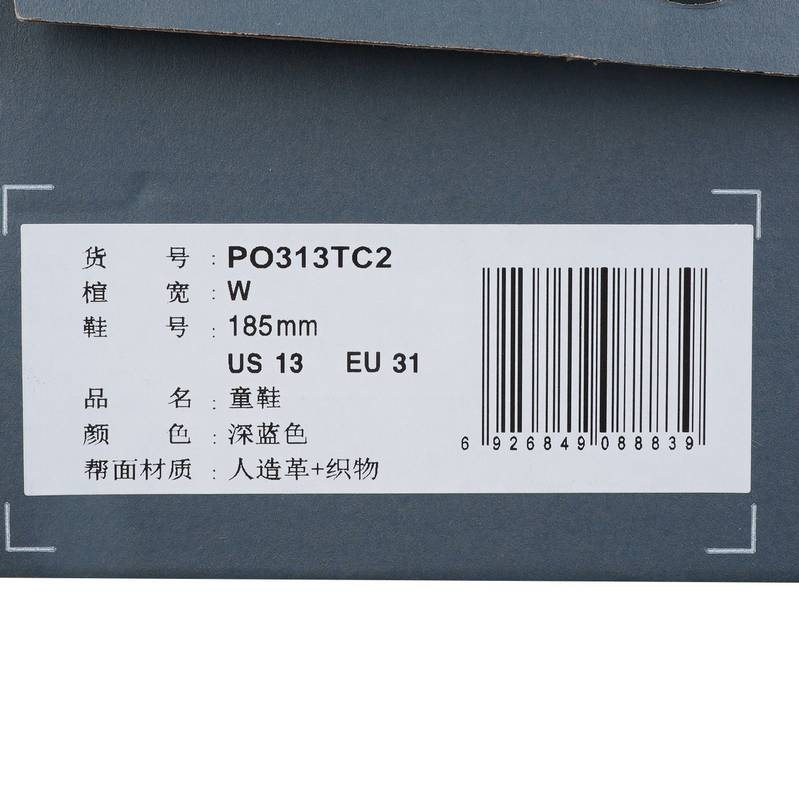 货号：PO313TC2
楦宽：W
鞋号：185mm
US 13 EU 31
品名：童鞋
颜色：深蓝色
帮面材质：人造革+织物
6 926849 088839